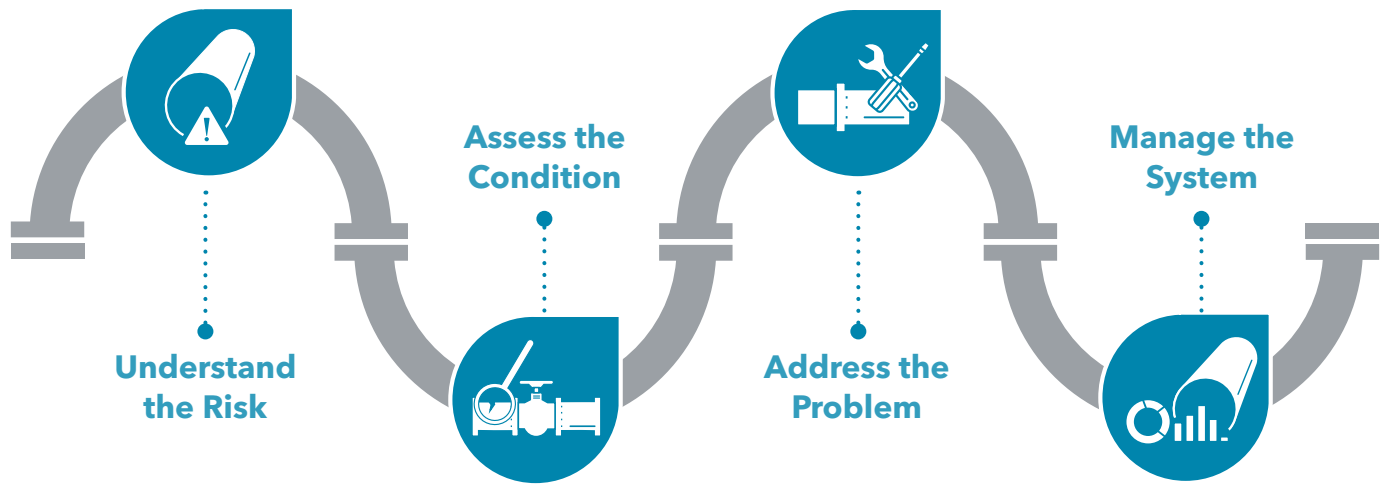 Understand
the Risk
Assess the
Condition
Address the
Problem
Manage the
System